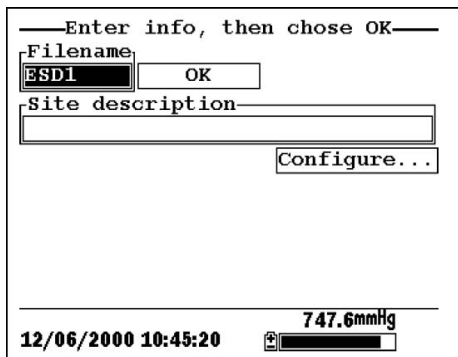 Enter info, then chose OK
Filename
ESD1 OK
Site description
Configure...
747.6mmHg
12/06/2000 10:45:20